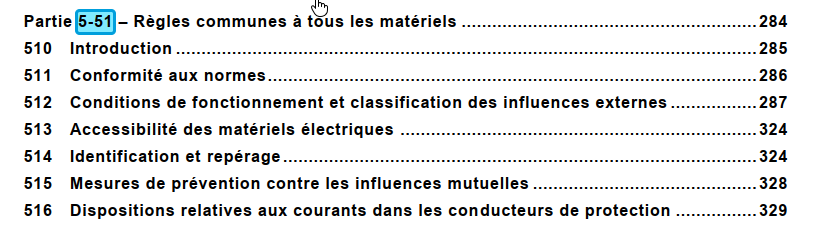 Partie 5-51 – Règles communes à tous les matériels ........................................................ 284
510 Introduction ................................................................................................................ 285
511 Conformité aux normes ............................................................................................... 286
512 Conditions de fonctionnement et classification des influences externes ................. 287
513 Accessibilité des matériels électriques ...................................................................... 324
514 Identification et repérage ............................................................................................ 324
515 Mesures de prévention contre les influences mutuelles ............................................ 328
516 Dispositions relatives aux courants dans les conducteurs de protection ................ 329